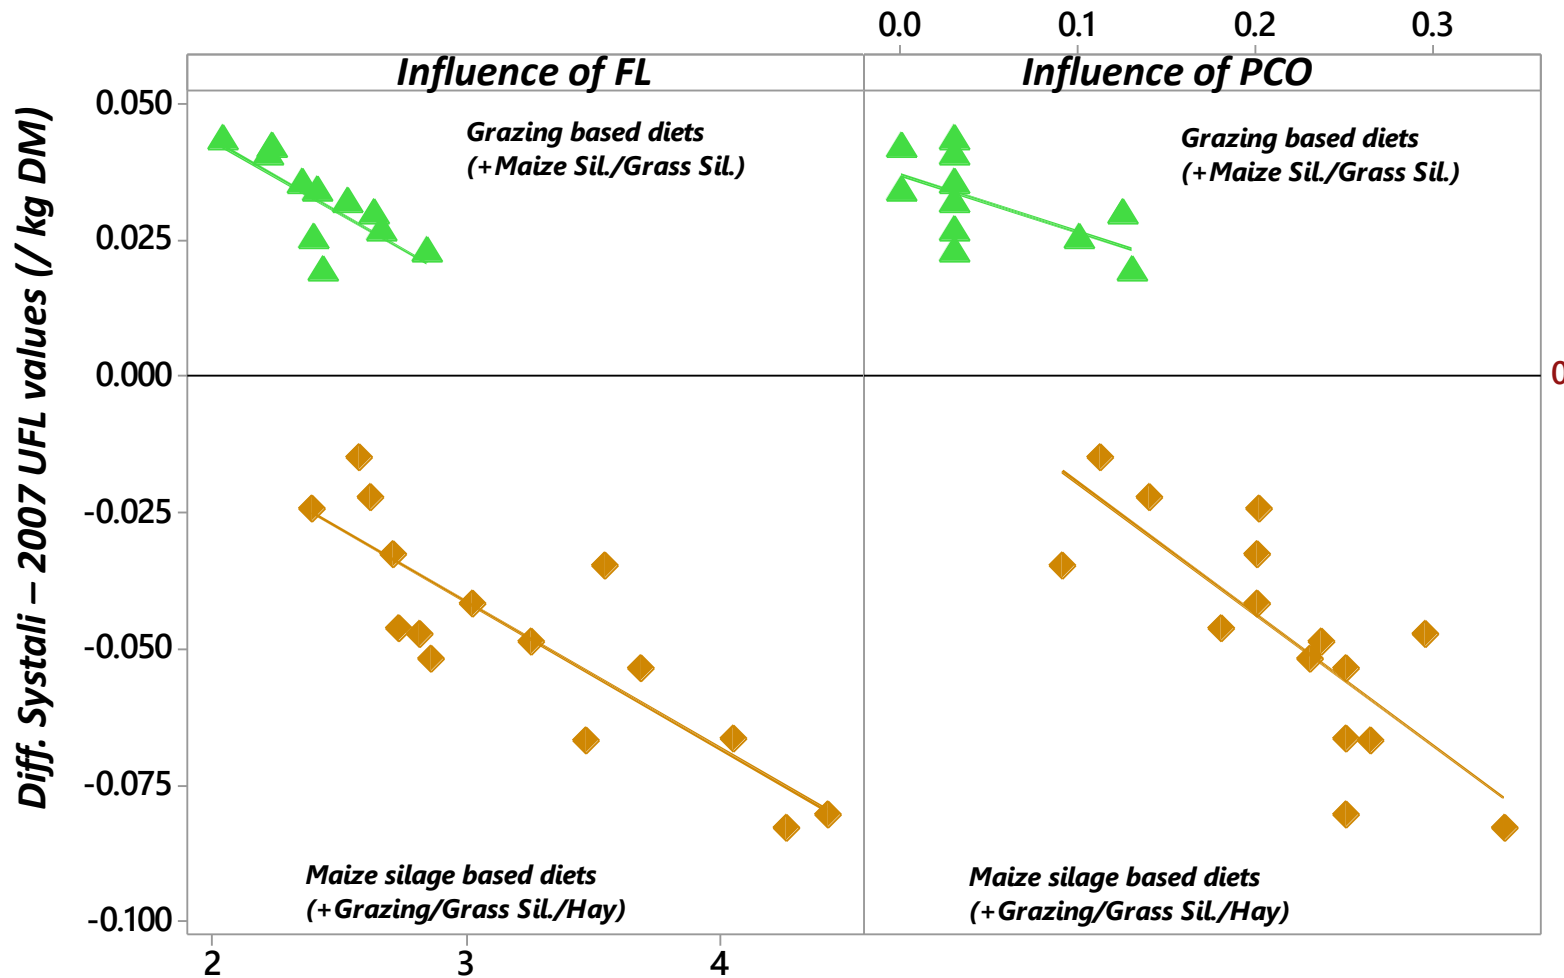 0.0 0.1 0.2 0.3
Influence of FL
Influence of PCO
Diff. Systali – 2007 UFL values (/ kg DM)
0.050
0.025
0.000
-0.025
-0.050
-0.075
-0.100
Grazing based diets
(+Maize Sil./Grass Sil.)
Grazing based diets
(+Maize Sil./Grass Sil.)
0
Maize silage based diets
(+Grazing/Grass Sil./Hay)
Maize silage based diets
(+Grazing/Grass Sil./Hay)
2 3 4